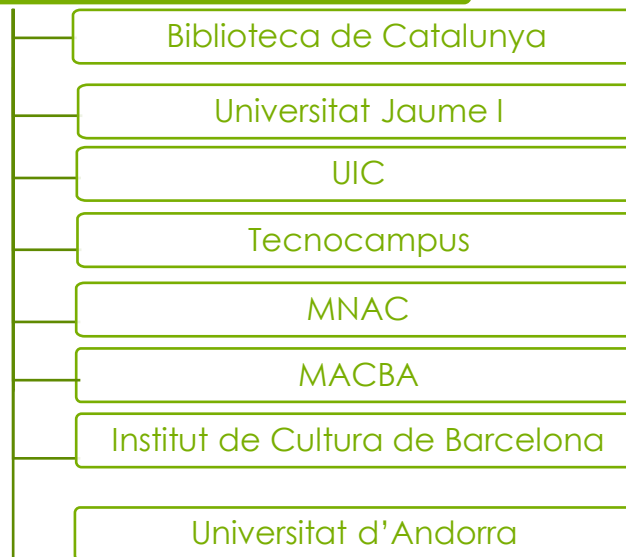 Biblioteca de Catalunya
Universitat Jaume I
UIC
Tecnocampus
MNAC
MACBA
Institut de Cultura de Barcelona
Universitat d’Andorra